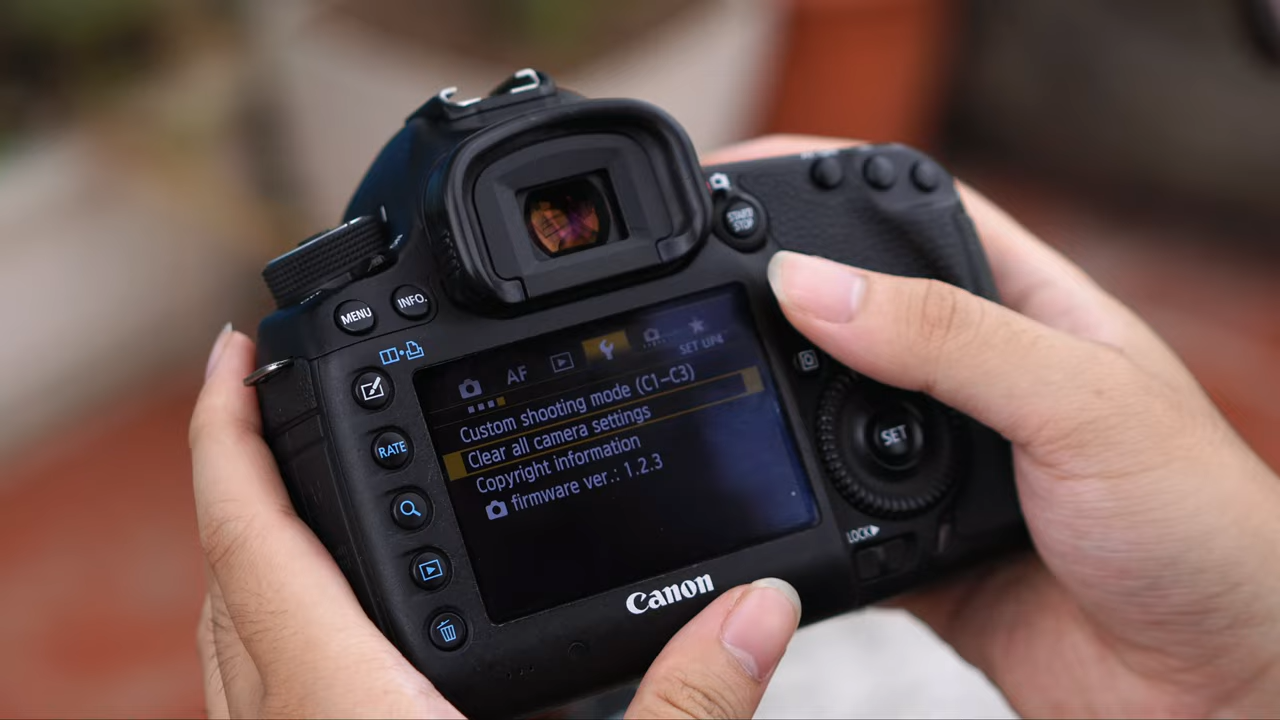 START
STOP
MENU
INFO.
SET UP4
AF
Custom shooting mode (C1–C3)
Clear all camera settings
Copyright information
firmware ver.: 1.2.3
RATE
SET
LOCK
Canon